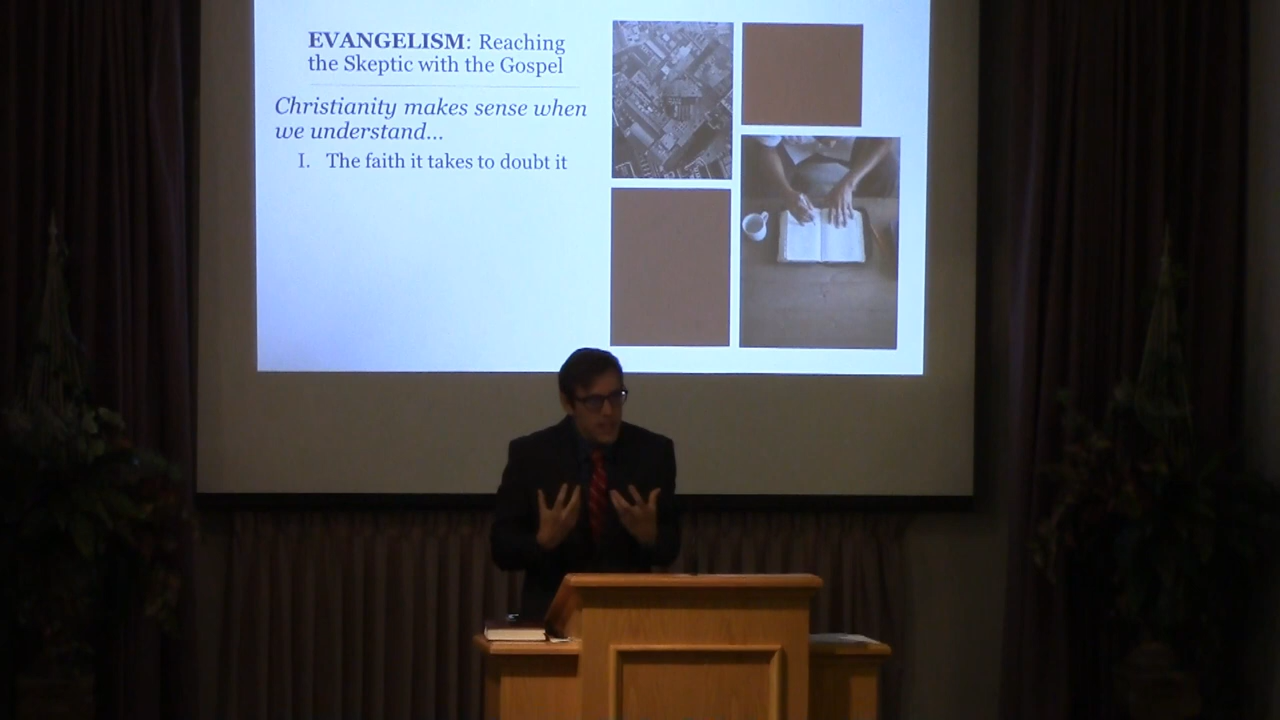 EVANGELISM: Reaching
the Skeptic with the Gospel
Christianity makes sense when
we understand...
I. The faith it takes to doubt it